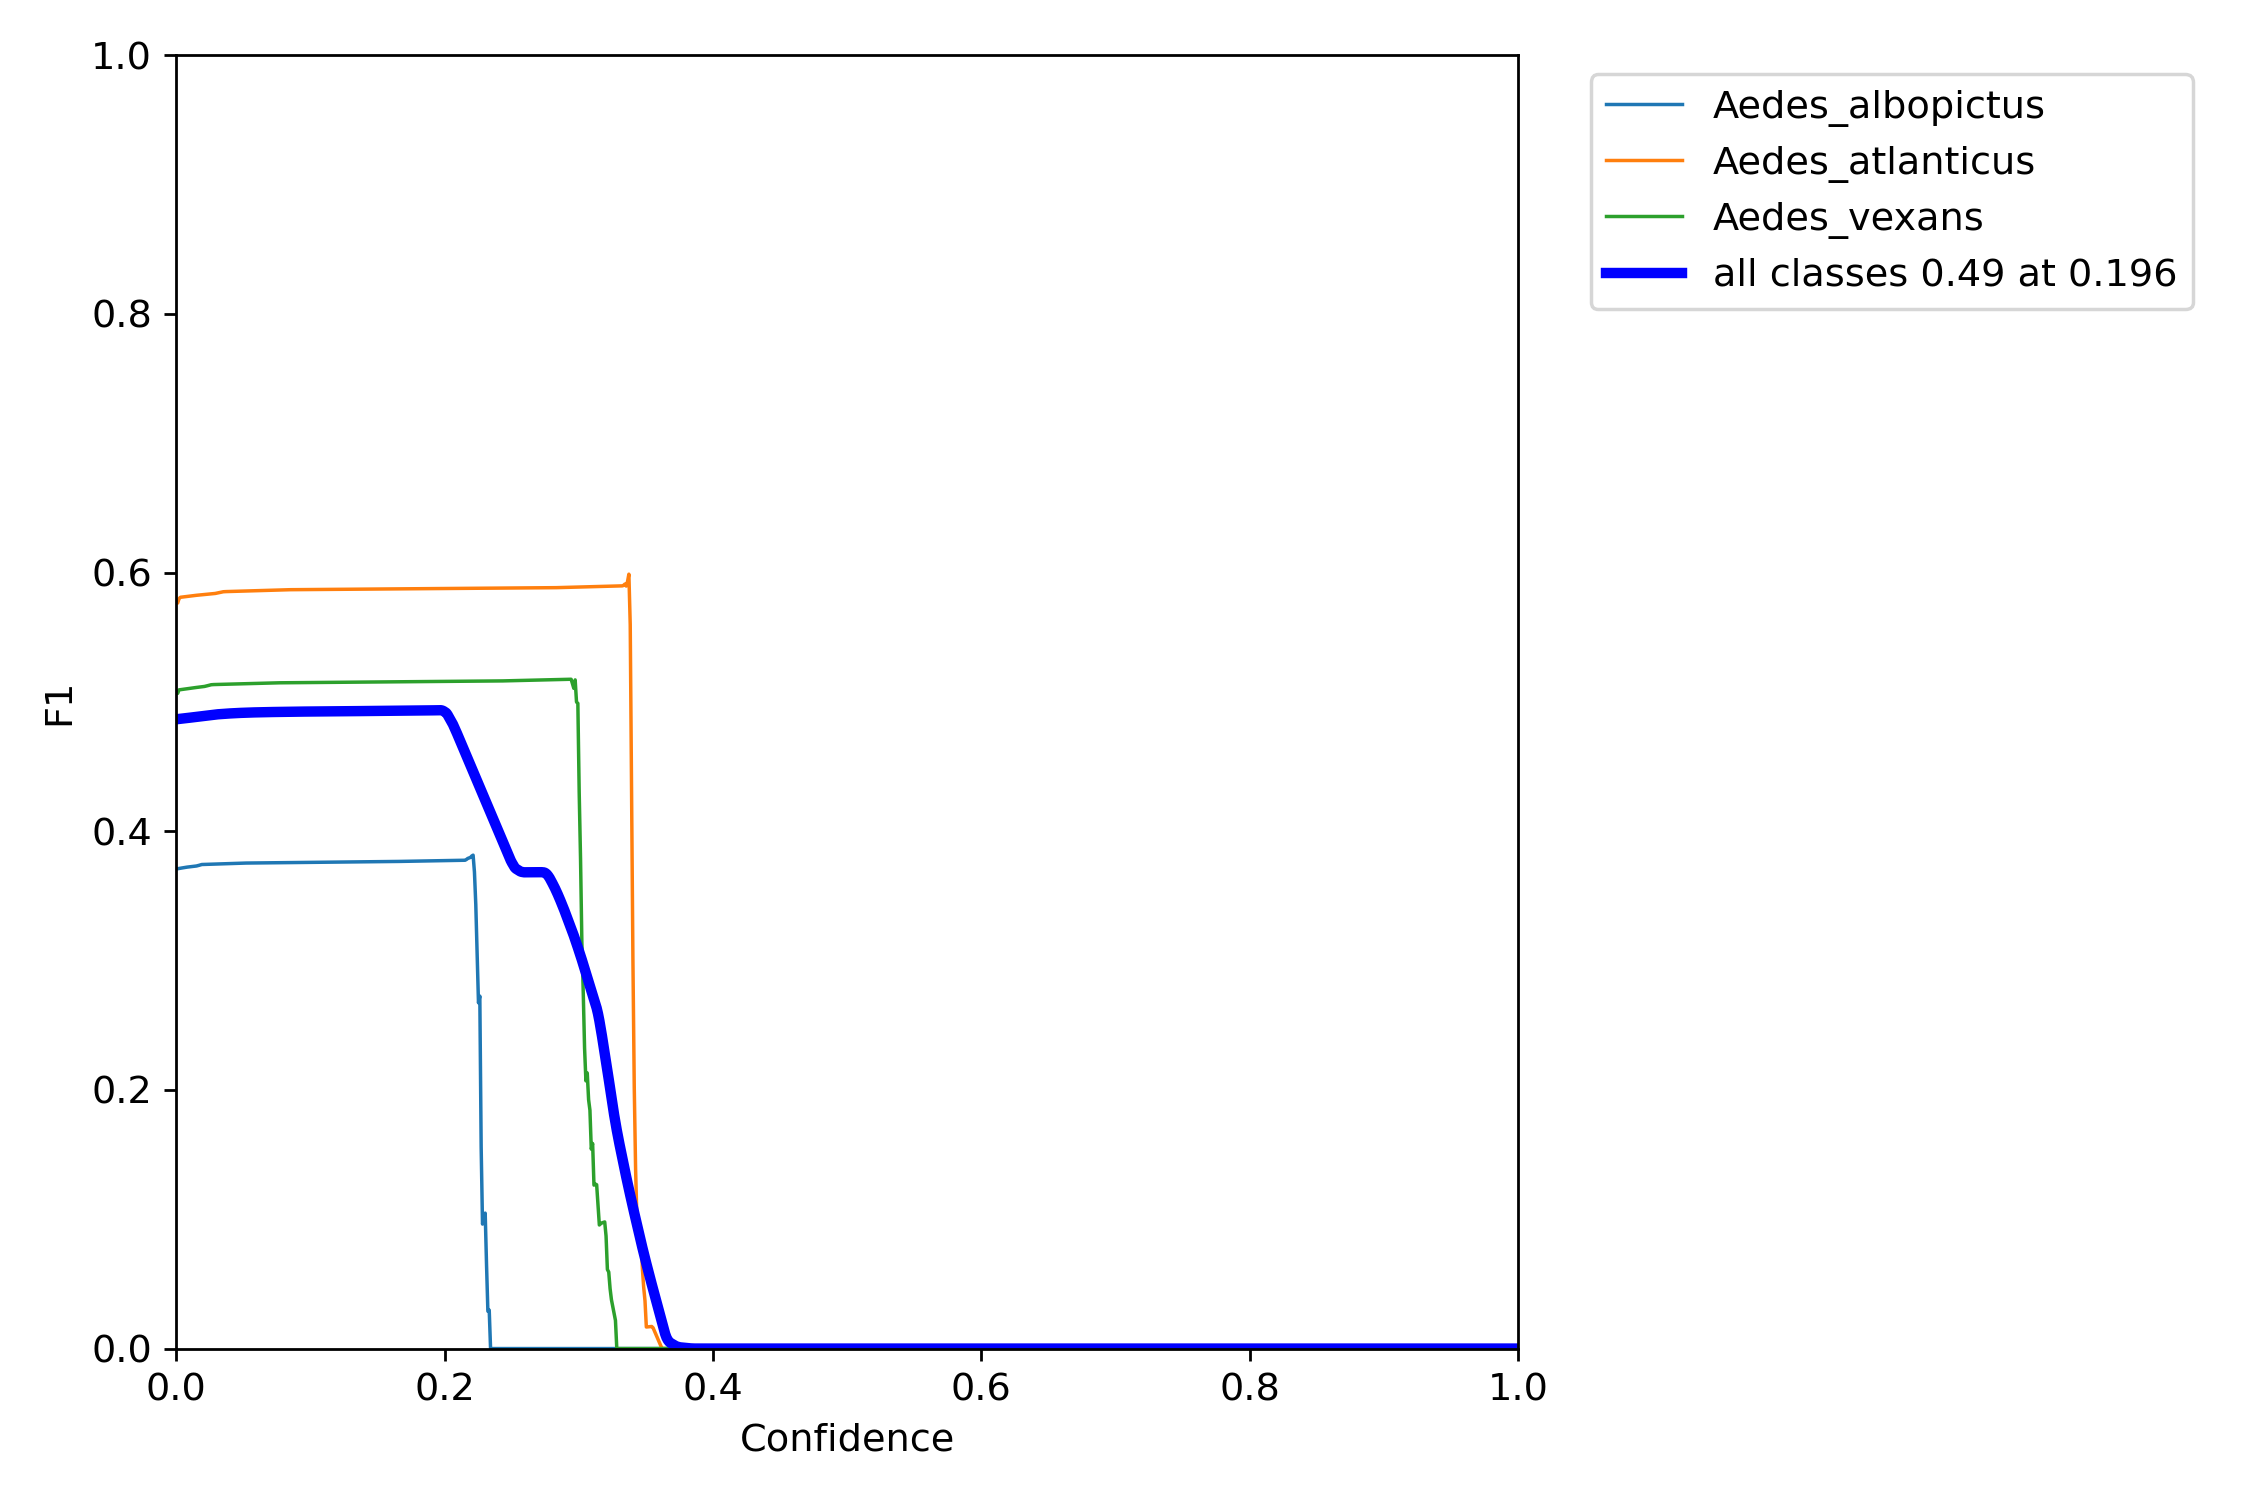 1.0
0.8
0.6
0.4
0.2
0.0
F1
0.0 0.2 0.4 0.6 0.8 1.0
Confidence
Aedes_albopictus
Aedes_atlanticus
Aedes_vexans
all classes 0.49 at 0.196